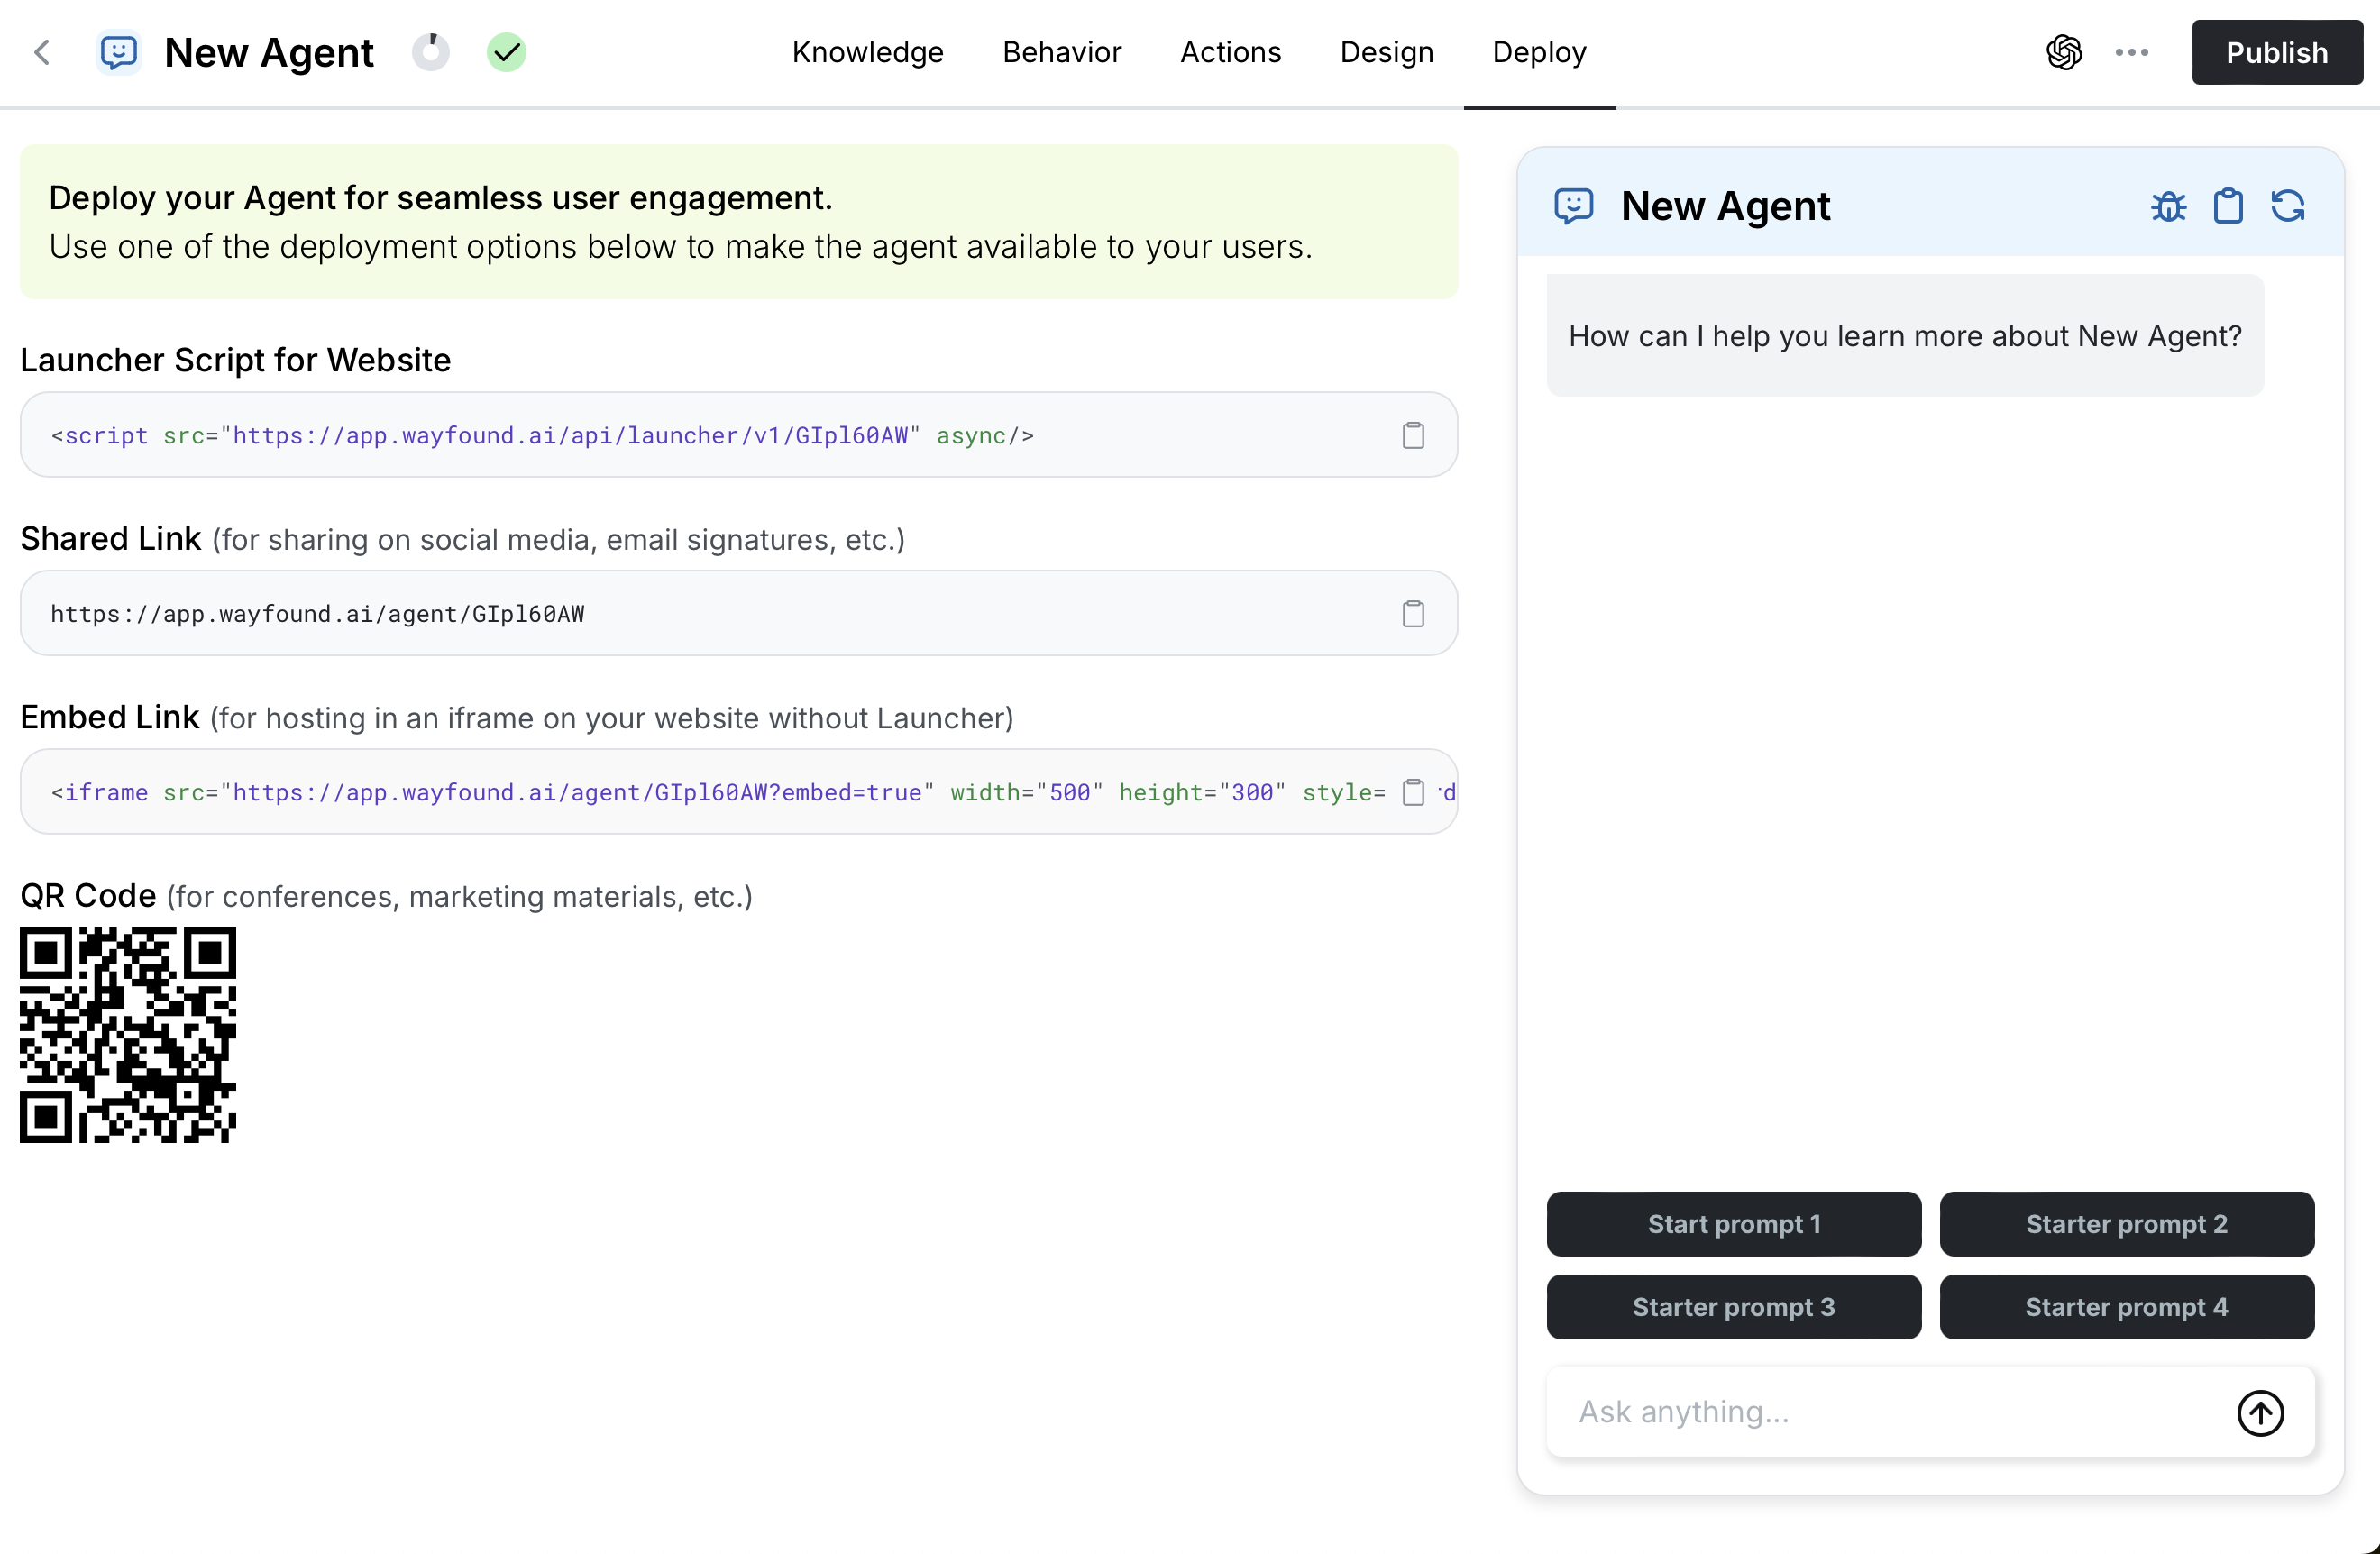 New Agent
Knowledge
Behavior
Actions
Design
Deploy
Publish
Deploy your Agent for seamless user engagement.
Use one of the deployment options below to make the agent available to your users.
Launcher Script for Website
<script src="https://app.wayfound.ai/api/launcher/v1/GIpl60AW" async/>
Shared Link (for sharing on social media, email signatures, etc.)
https://app.wayfound.ai/agent/GIpl60AW
Embed Link (for hosting in an iframe on your website without Launcher)
<iframe src="https://app.wayfound.ai/agent/GIpl60AW?embed=true" width="500" height="300" style=
QR Code (for conferences, marketing materials, etc.)
New Agent
How can I help you learn more about New Agent?
Start prompt 1
Starter prompt 2
Starter prompt 3
Starter prompt 4
Ask anything...